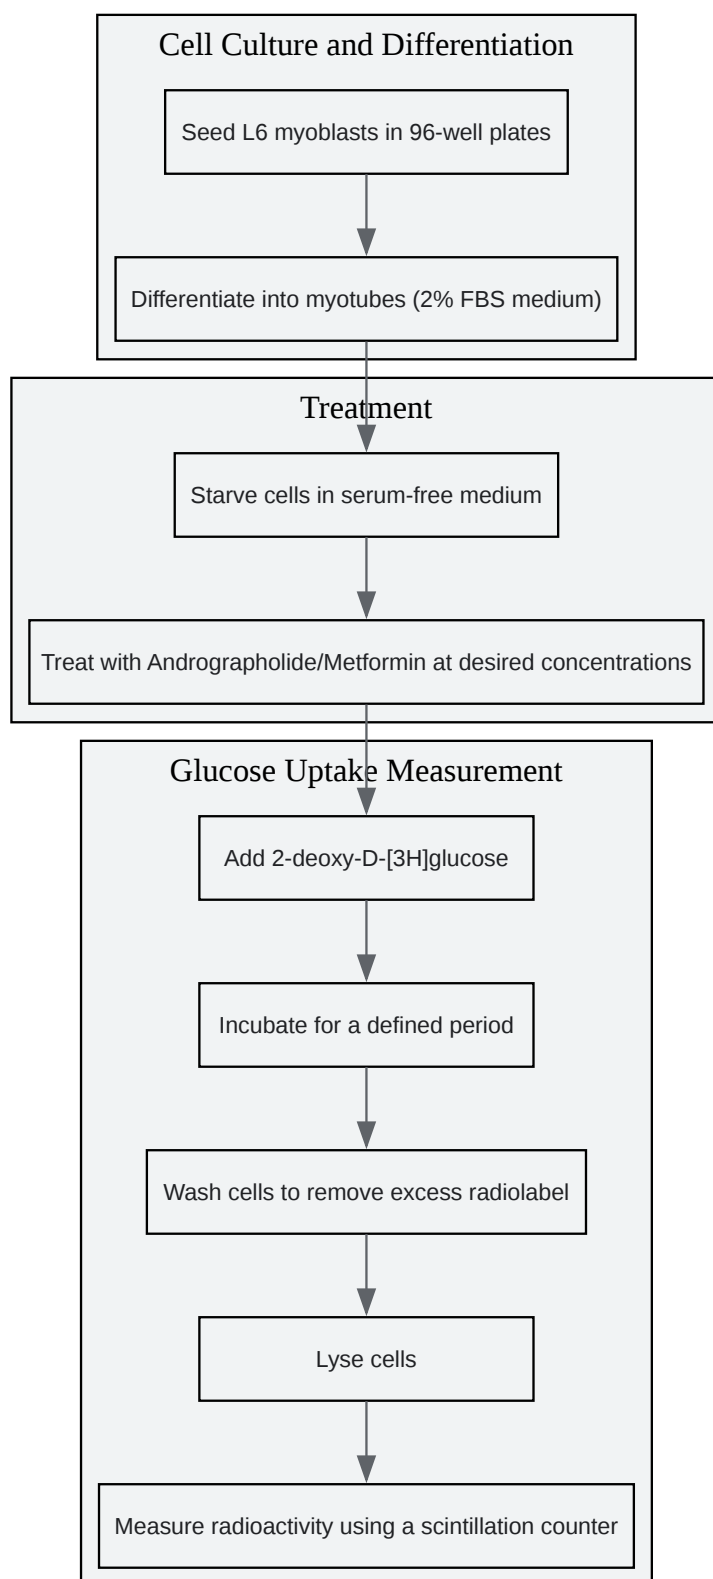 Cell Culture and Differentiation
Seed L6 myoblasts in 96-well plates
Differentiate into myotubes (2% FBS medium)
Treatment
Starve cells in serum-free medium
Treat with Andrographolide/Metformin at desired concentrations
Glucose Uptake Measurement
Add 2-deoxy-D-[3H]glucose
Incubate for a defined period
Wash cells to remove excess radiolabel
Lyse cells
Measure radioactivity using a scintillation counter